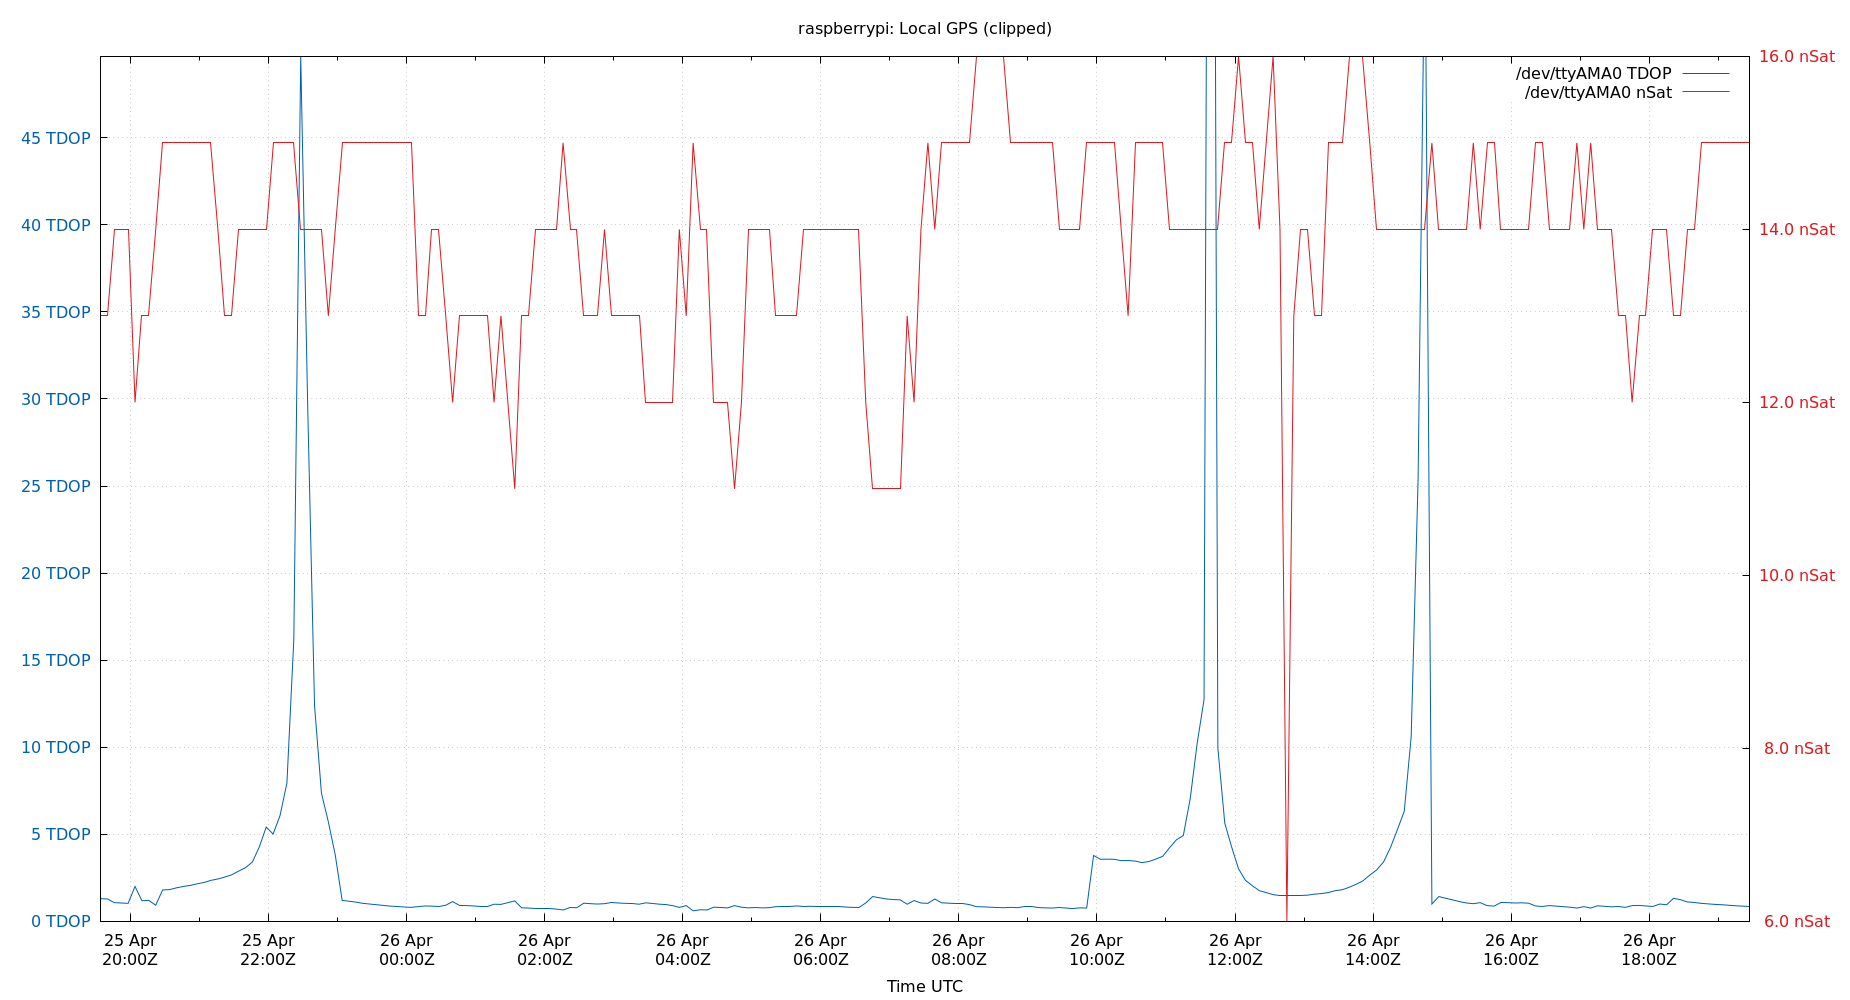 raspberrypi: Local GPS (clipped)
16.0 nSat
/dev/ttyAMA0 TDOP
/dev/ttyAMA0 nSat
45 TDOP
40 TDOP
14.0 nSat
35 TDOP
30 TDOP
12.0 nSat
25 TDOP
20 TDOP
10.0 nSat
15 TDOP
10 TDOP
8.0 nSat
5 TDOP
0 TDOP
6.0 nSat
25 Apr 25 Apr 26 Apr 26 Apr 26 Apr 26 Apr 26 Apr 26 Apr 26 Apr 26 Apr 26 Apr 26 Apr
20:00Z 22:00Z 00:00Z 02:00Z 04:00Z 06:00Z 08:00Z 10:00Z 12:00Z 14:00Z 16:00Z 18:00Z
Time UTC